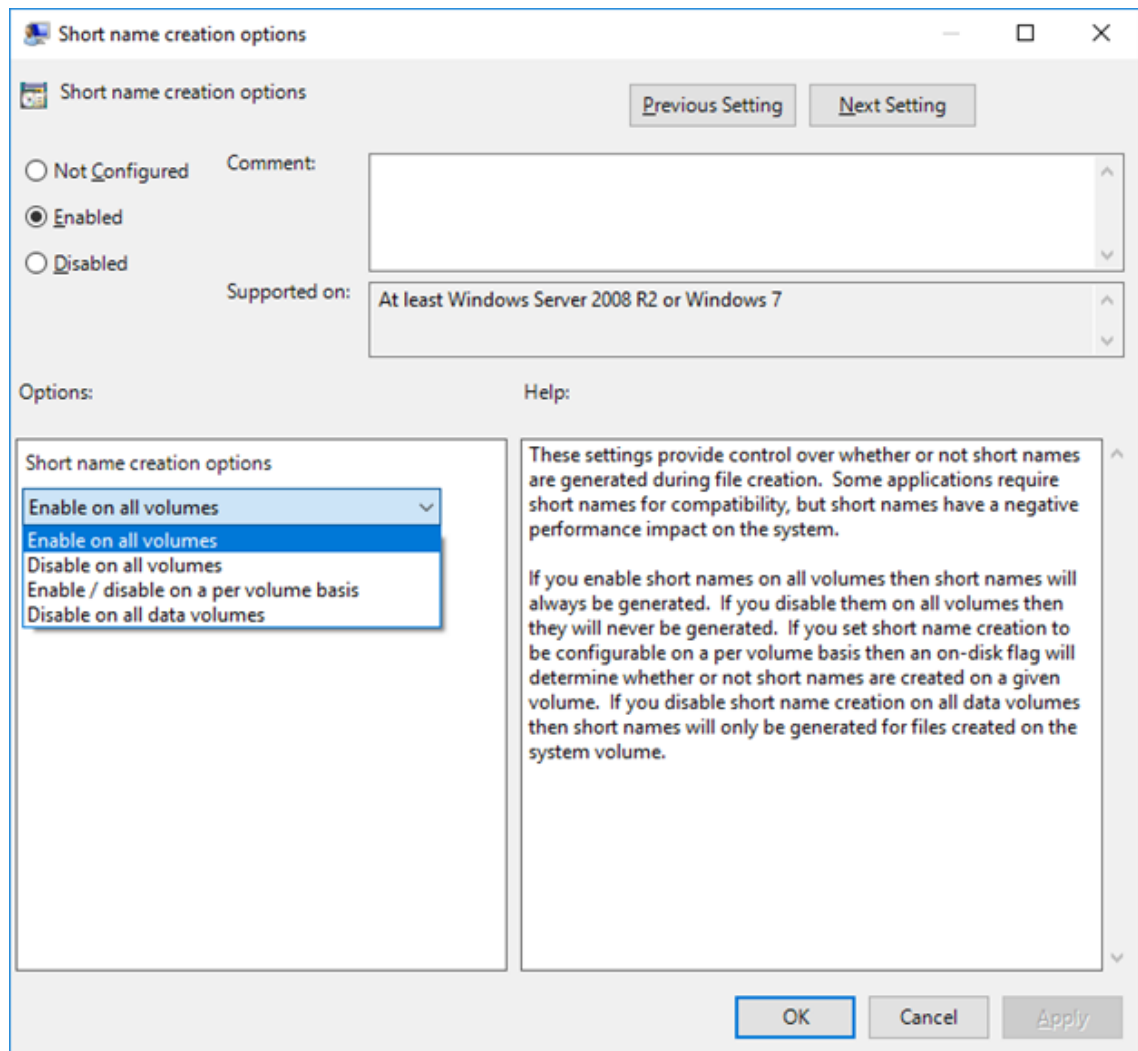 Short name creation options
Short name creation options
Previous Setting
Next Setting
Not Configured
Comment:
Enabled
Disabled
Supported on:
At least Windows Server 2008 R2 or Windows 7
Options:
Help:
Short name creation options
Enable on all volumes
Enable on all volumes
Disable on all volumes
Enable / disable on a per volume basis
Disable on all data volumes
These settings provide control over whether or not short names
are generated during file creation.  Some applications require
short names for compatibility, but short names have a negative
performance impact on the system.
If you enable short names on all volumes then short names will
always be generated.  If you disable them on all volumes then
they will never be generated.  If you set short name creation to
be configurable on a per volume basis then an on-disk flag will
determine whether or not short names are created on a given
volume.  If you disable short name creation on all data volumes
then short names will only be generated for files created on the
system volume.
OK
Cancel
Apply